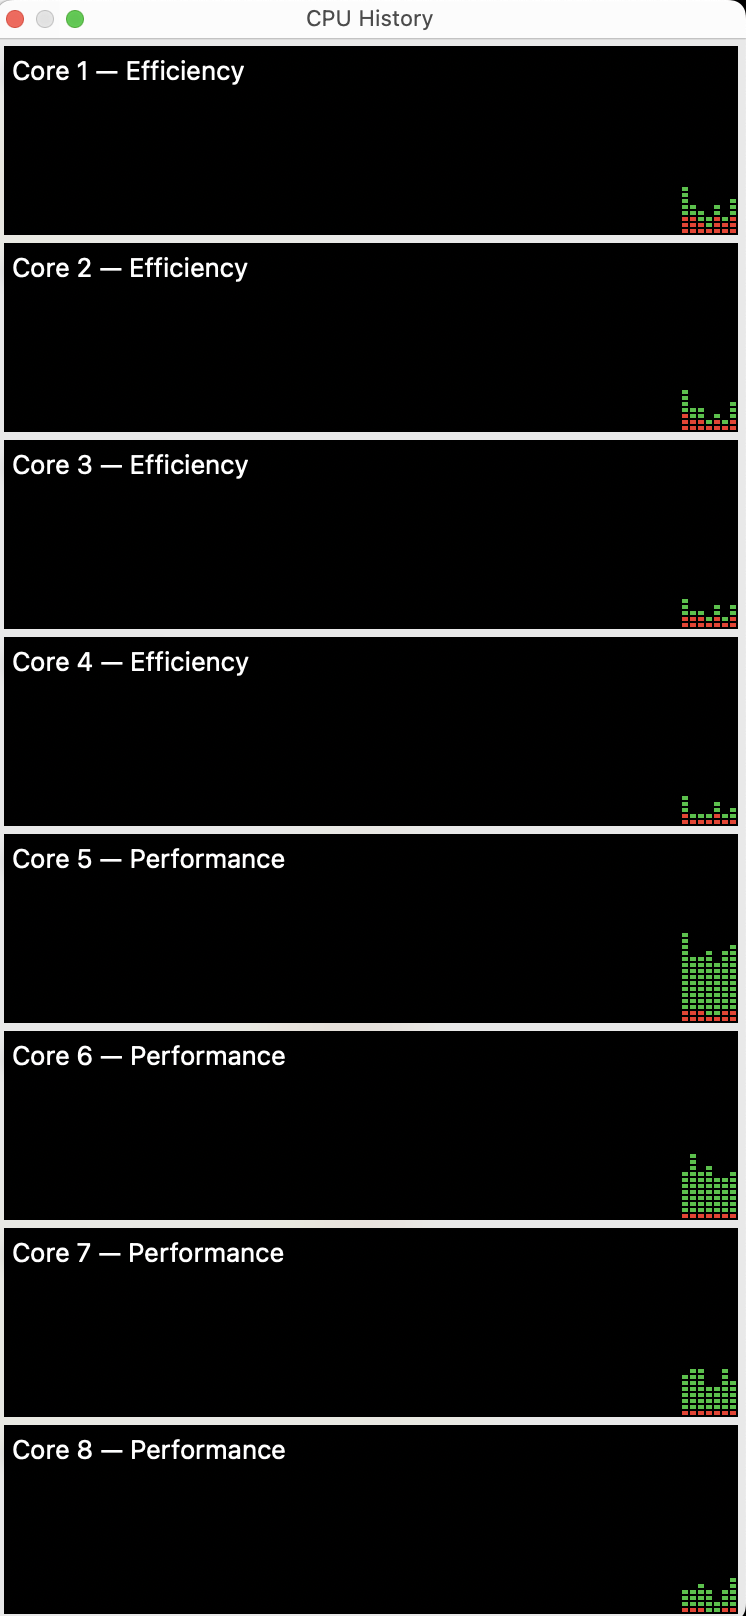 CPU History
Core 1 — Efficiency
Core 2 — Efficiency
Core 3 — Efficiency
Core 4 — Efficiency
Core 5 — Performance
Core 6 — Performance
Core 7 — Performance
Core 8 — Performance